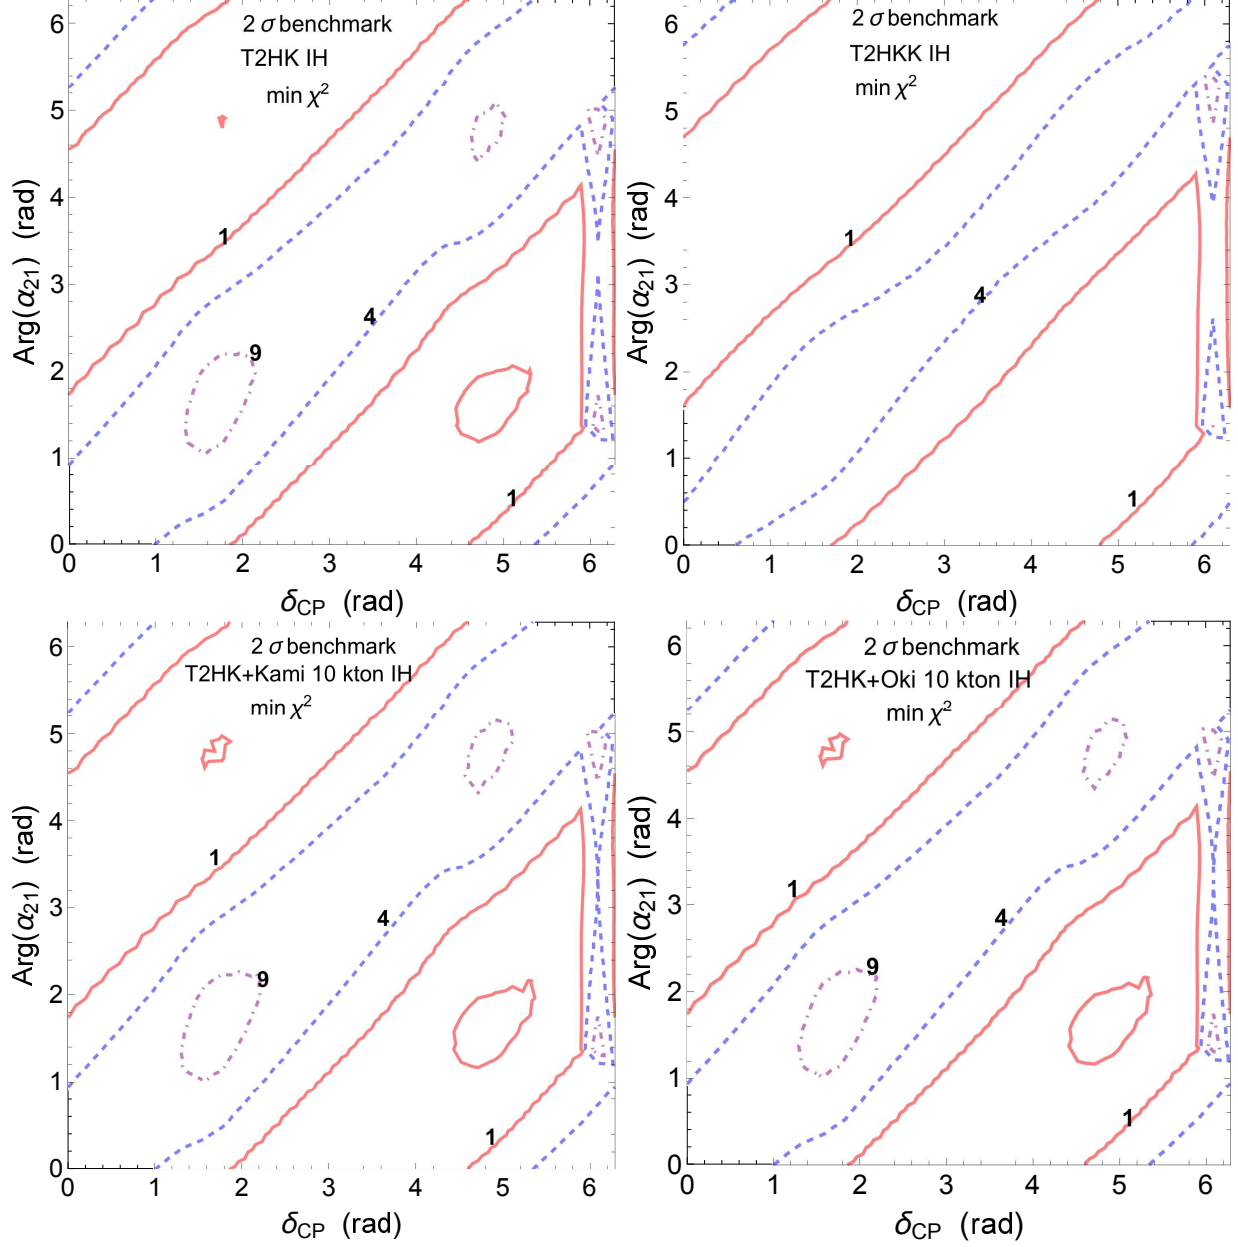 2 σ benchmark
T2HK IH
min χ²
Arg(α₂₁) (rad)
6
5
4
3
2
1
0
1
9
4
1
0 1 2 3 4 5 6
δCP (rad)
2 σ benchmark
T2HKK IH
min χ²
Arg(α₂₁) (rad)
6
5
4
3
2
1
0
1
4
1
0 1 2 3 4 5 6
δCP (rad)
2 σ benchmark
T2HK+Kami 10 kton IH
min χ²
Arg(α₂₁) (rad)
6
5
4
3
2
1
0
1
4
9
1
0 1 2 3 4 5 6
δCP (rad)
2 σ benchmark
T2HK+Oki 10 kton IH
min χ²
Arg(α₂₁) (rad)
6
5
4
3
2
1
0
1
4
9
1
0 1 2 3 4 5 6
δCP (rad)